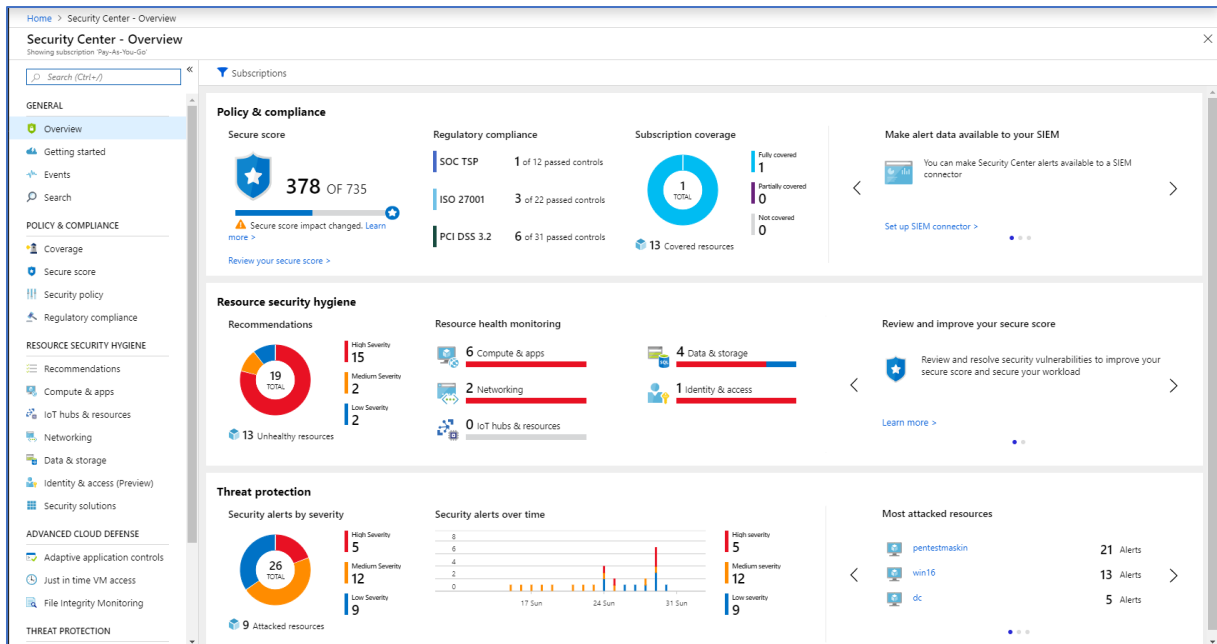 Home > Security Center - Overview
Security Center - Overview
Showing subscription 'Pay-As-You-Go'
Search (Ctrl+/)
«
GENERAL
Overview
Getting started
Events
Search
POLICY & COMPLIANCE
Coverage
Secure score
Security policy
Regulatory compliance
RESOURCE SECURITY HYGIENE
Recommendations
Compute & apps
IoT hubs & resources
Networking
Data & storage
Identity & access (Preview)
Security solutions
ADVANCED CLOUD DEFENSE
Adaptive application controls
Just in time VM access
File Integrity Monitoring
THREAT PROTECTION
Subscriptions
Policy & compliance
Secure score
378 OF 735
Secure score impact changed. Learn
more >
Review your secure score >
Regulatory compliance
SOC TSP 1 of 12 passed controls
ISO 27001 3 of 22 passed controls
PCI DSS 3.2 6 of 31 passed controls
Subscription coverage
1
TOTAL
Fully covered
1
Partially covered
0
Not covered
0
13 Covered resources
Make alert data available to your SIEM
You can make Security Center alerts available to a SIEM
connector
Set up SIEM connector >
Resource security hygiene
Recommendations
19
TOTAL
High Severity
15
Medium Severity
2
Low Severity
2
13 Unhealthy resources
Resource health monitoring
6 Compute & apps
4 Data & storage
2 Networking
1 Identity & access
0 IoT hubs & resources
Review and improve your secure score
Review and resolve security vulnerabilities to improve your
secure score and secure your workload
Learn more >
Threat protection
Security alerts by severity
26
TOTAL
High Severity
5
Medium Severity
12
Low Severity
9
9 Attacked resources
Security alerts over time
8
6
4
2
0
17 Sun 24 Sun 31 Sun
High severity
5
Medium severity
12
Low severity
9
Most attacked resources
pentestmaskin 21 Alerts
win16 13 Alerts
dc 5 Alerts